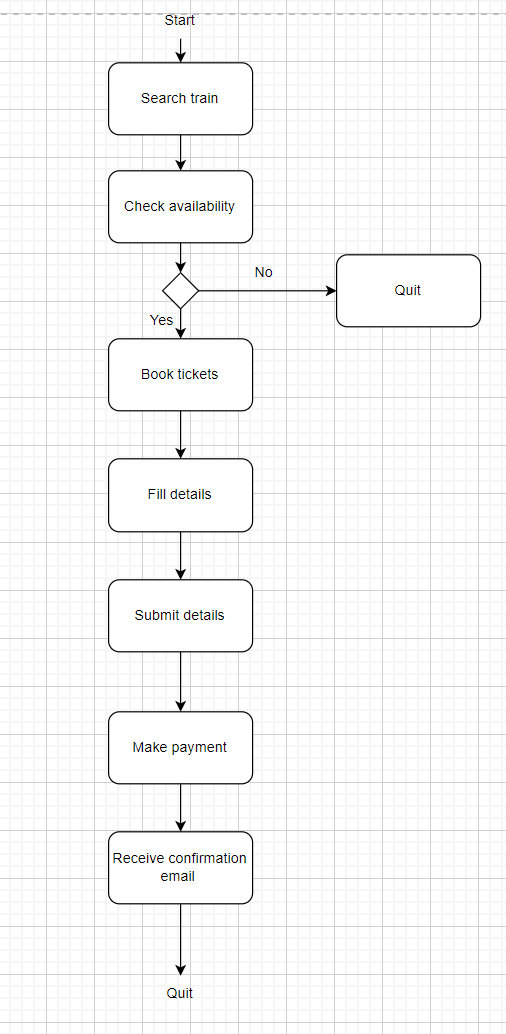 Start
Search train
Check availability
No
Quit
Yes
Book tickets
Fill details
Submit details
Make payment
Receive confirmation
email
Quit